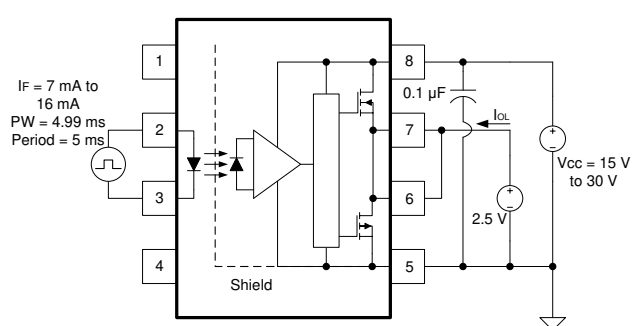 1
8
IF = 7 mA to
16 mA
PW = 4.99 ms
Period = 5 ms
0.1 µF
IOL
2
7
Vcc = 15 V
to 30 V
3
6
2.5 V
4
5
Shield